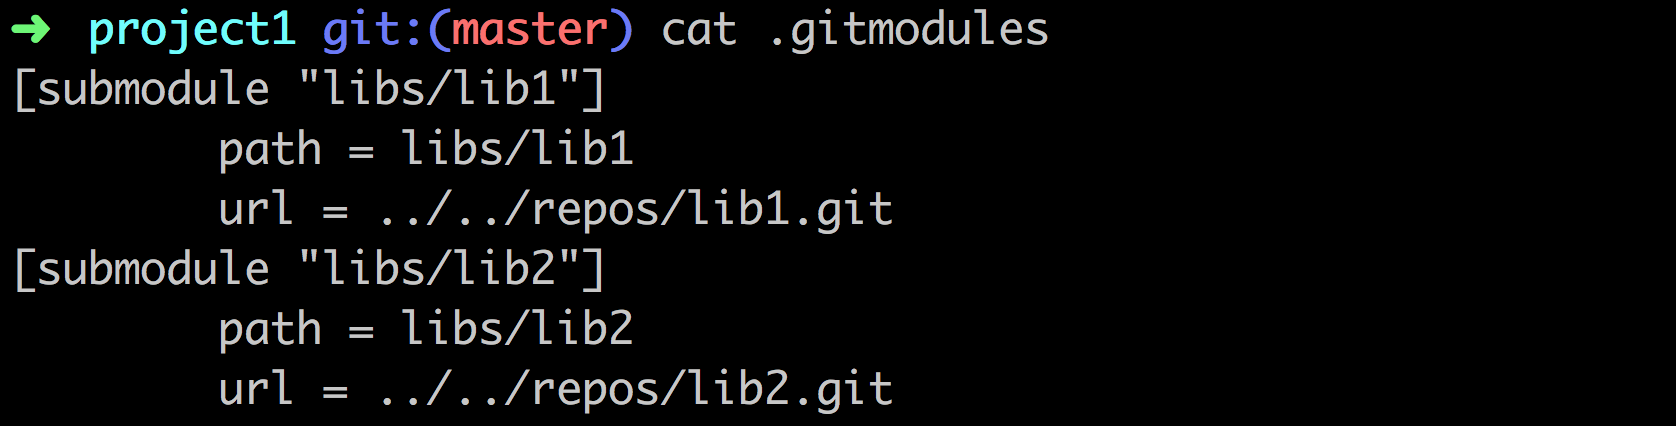 ➜ project1 git:(master) cat .gitmodules
[submodule "libs/lib1"]
        path = libs/lib1
        url = ../../repos/lib1.git
[submodule "libs/lib2"]
        path = libs/lib2
        url = ../../repos/lib2.git